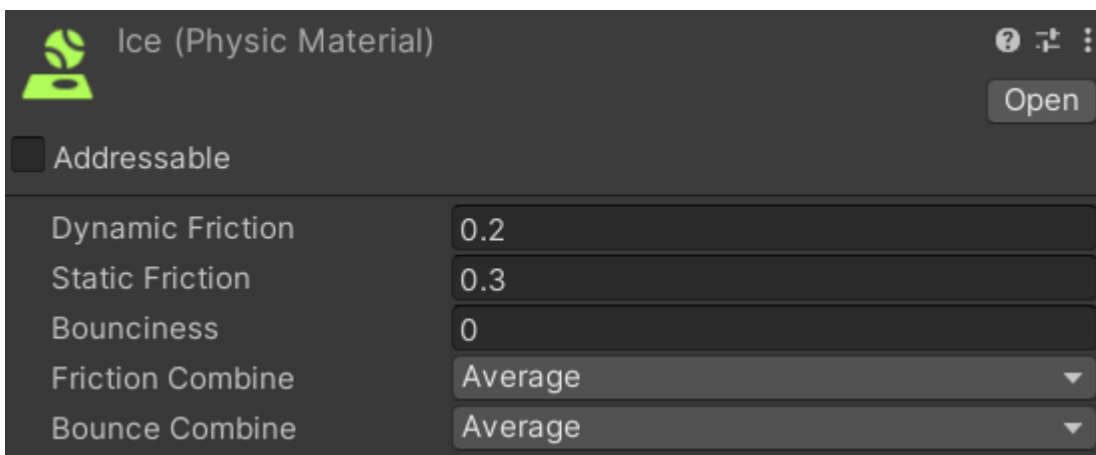 Ice (Physic Material)
Open
Addressable
Dynamic Friction 0.2
Static Friction 0.3
Bounciness 0
Friction Combine Average
Bounce Combine Average